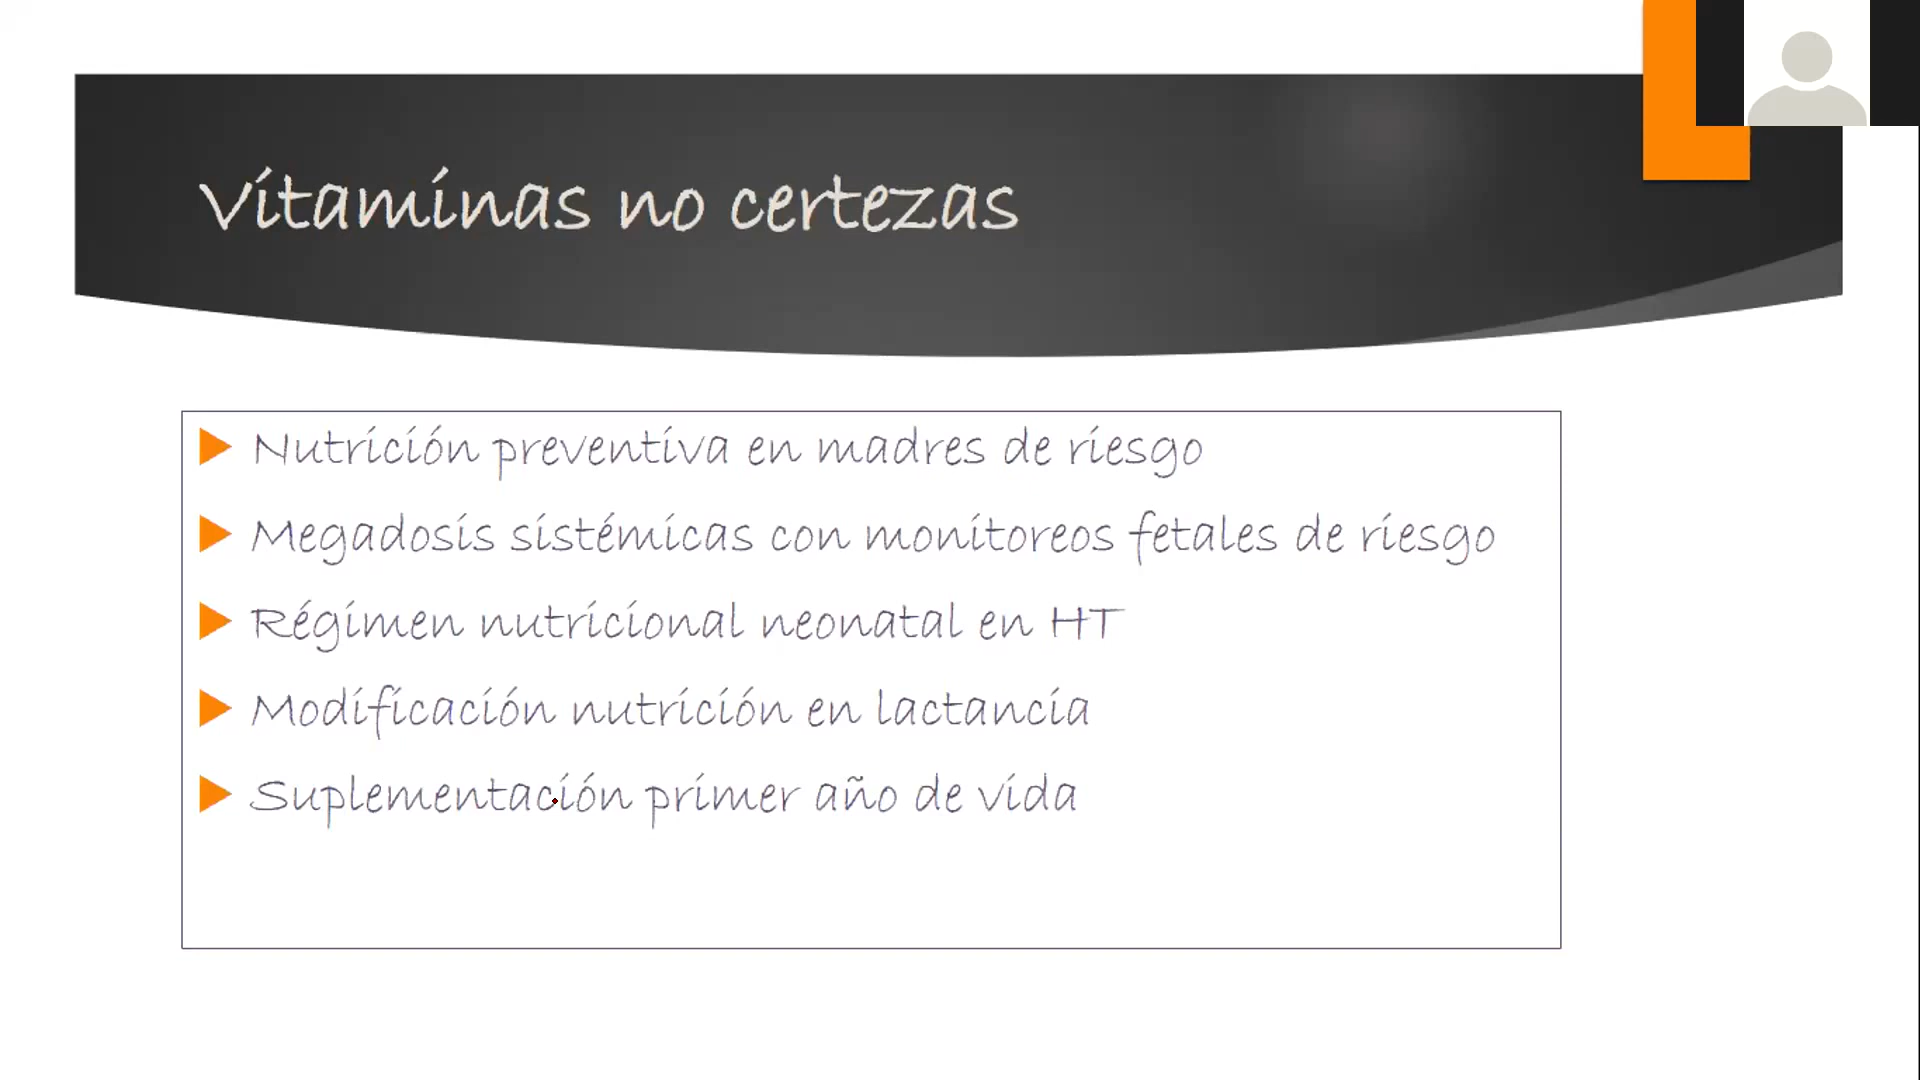 Vitaminas no certezas
Nutrición preventiva en madres de riesgo
Megadosis sistémicas con monitoreos fetales de riesgo
Régimen nutricional neonatal en HT
Modificación nutrición en lactancia
Suplementación primer año de vida